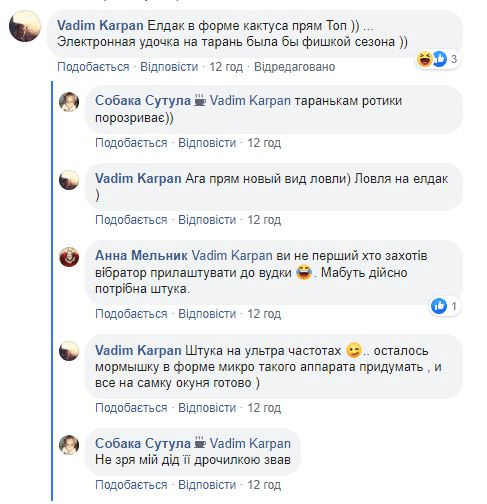 Vadim Karpan Елдак в форме кактуса прям Топ )) ...
Электронная удочка на тарань была бы фишкой сезона ))
3
Подобається · Відповісти · 12 год · Відредаговано
Собака Сутула Vadim Karpan таранькам ротики
порозриває))
Подобається · Відповісти · 12 год
Vadim Karpan Ага прям новый вид ловли) Ловля на елдак
)
Подобається · Відповісти · 12 год
Анна Мельник Vadim Karpan ви не перший хто захотів
вібратор прилаштувати до вудки 😂. Мабуть дійсно
потрібна штука.
1
Подобається · Відповісти · 12 год
Vadim Karpan Штука на ультра частотах 😉.. осталось
мормышку в форме микро такого аппарата придумать , и
все на самку окуня готово )
Подобається · Відповісти · 12 год
Собака Сутула Vadim Karpan
Не зря мій дід її дрочилкою звав
Подобається · Відповісти · 12 год